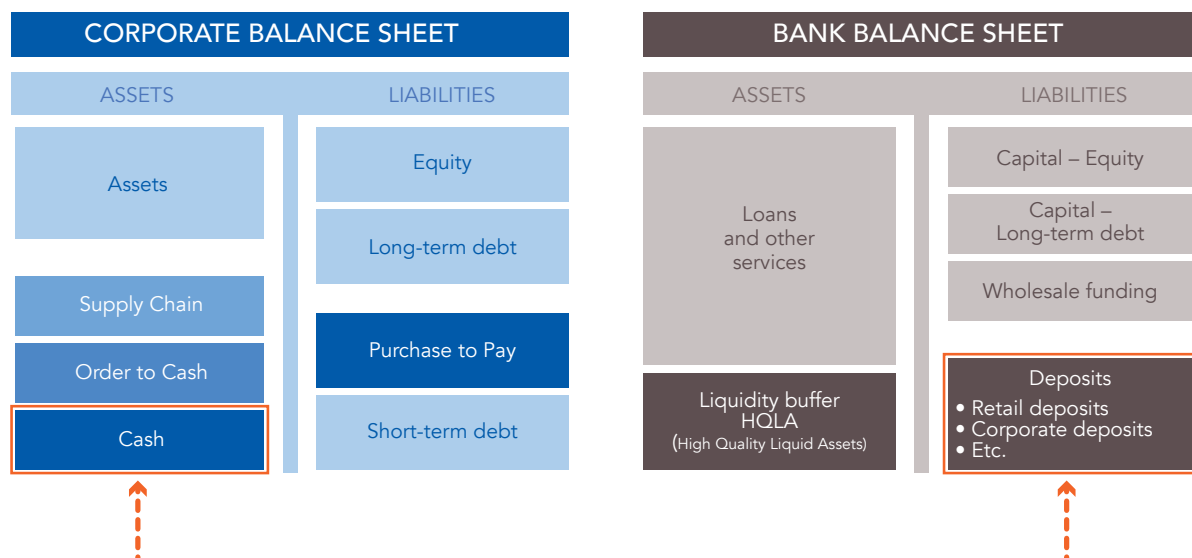 CORPORATE BALANCE SHEET
ASSETS
LIABILITIES
Assets
Supply Chain
Order to Cash
Cash
Equity
Long-term debt
Purchase to Pay
Short-term debt
BANK BALANCE SHEET
ASSETS
LIABILITIES
Loans
and other
services
Liquidity buffer
HQLA
(High Quality Liquid Assets)
Capital – Equity
Capital –
Long-term debt
Wholesale funding
Deposits
• Retail deposits
• Corporate deposits
• Etc.